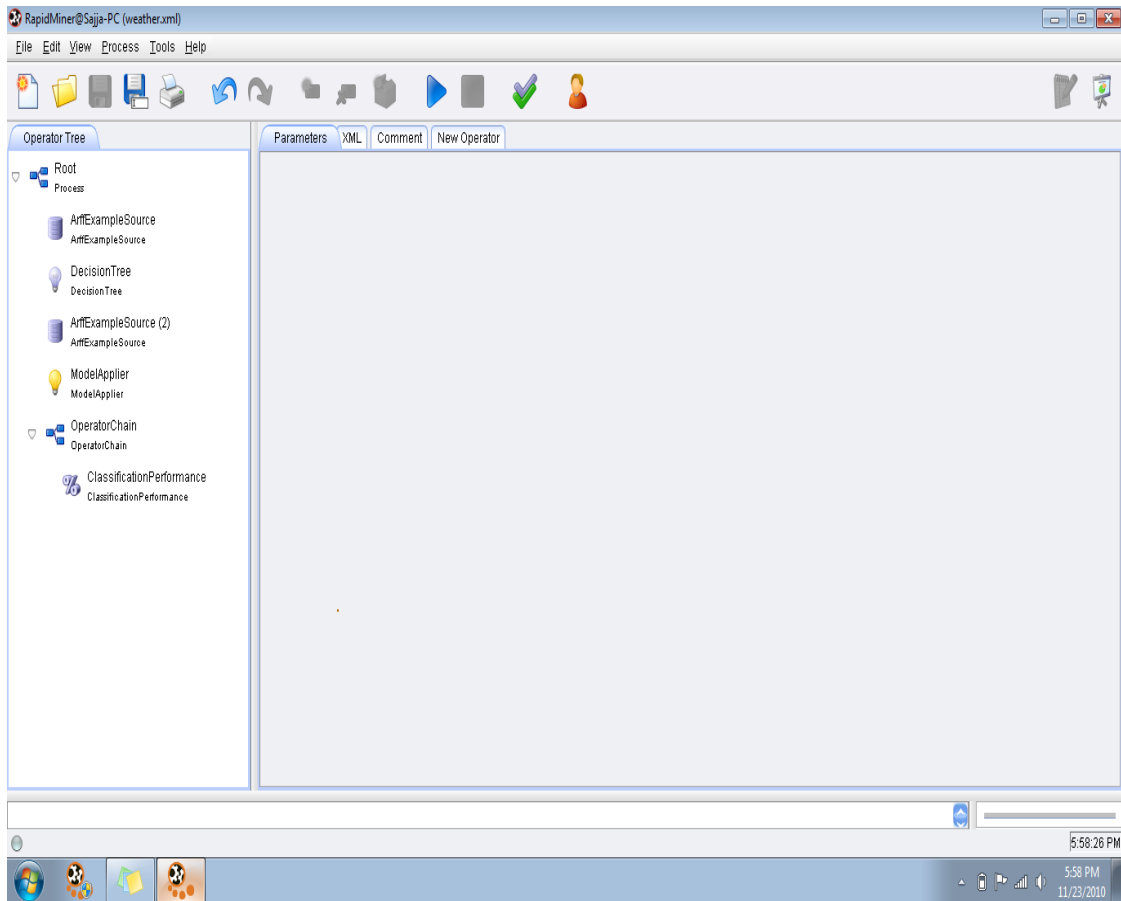 RapidMiner@Sajja-PC (weather.xml)
File Edit View Process Tools Help
Operator Tree
Parameters XML Comment New Operator
Root
Process
ArffExampleSource
ArffExampleSource
DecisionTree
DecisionTree
ArffExampleSource (2)
ArffExampleSource
ModelApplier
ModelApplier
OperatorChain
OperatorChain
% ClassificationPerformance
ClassificationPerformance
5:58:26 PM
5:58 PM
11/23/2010